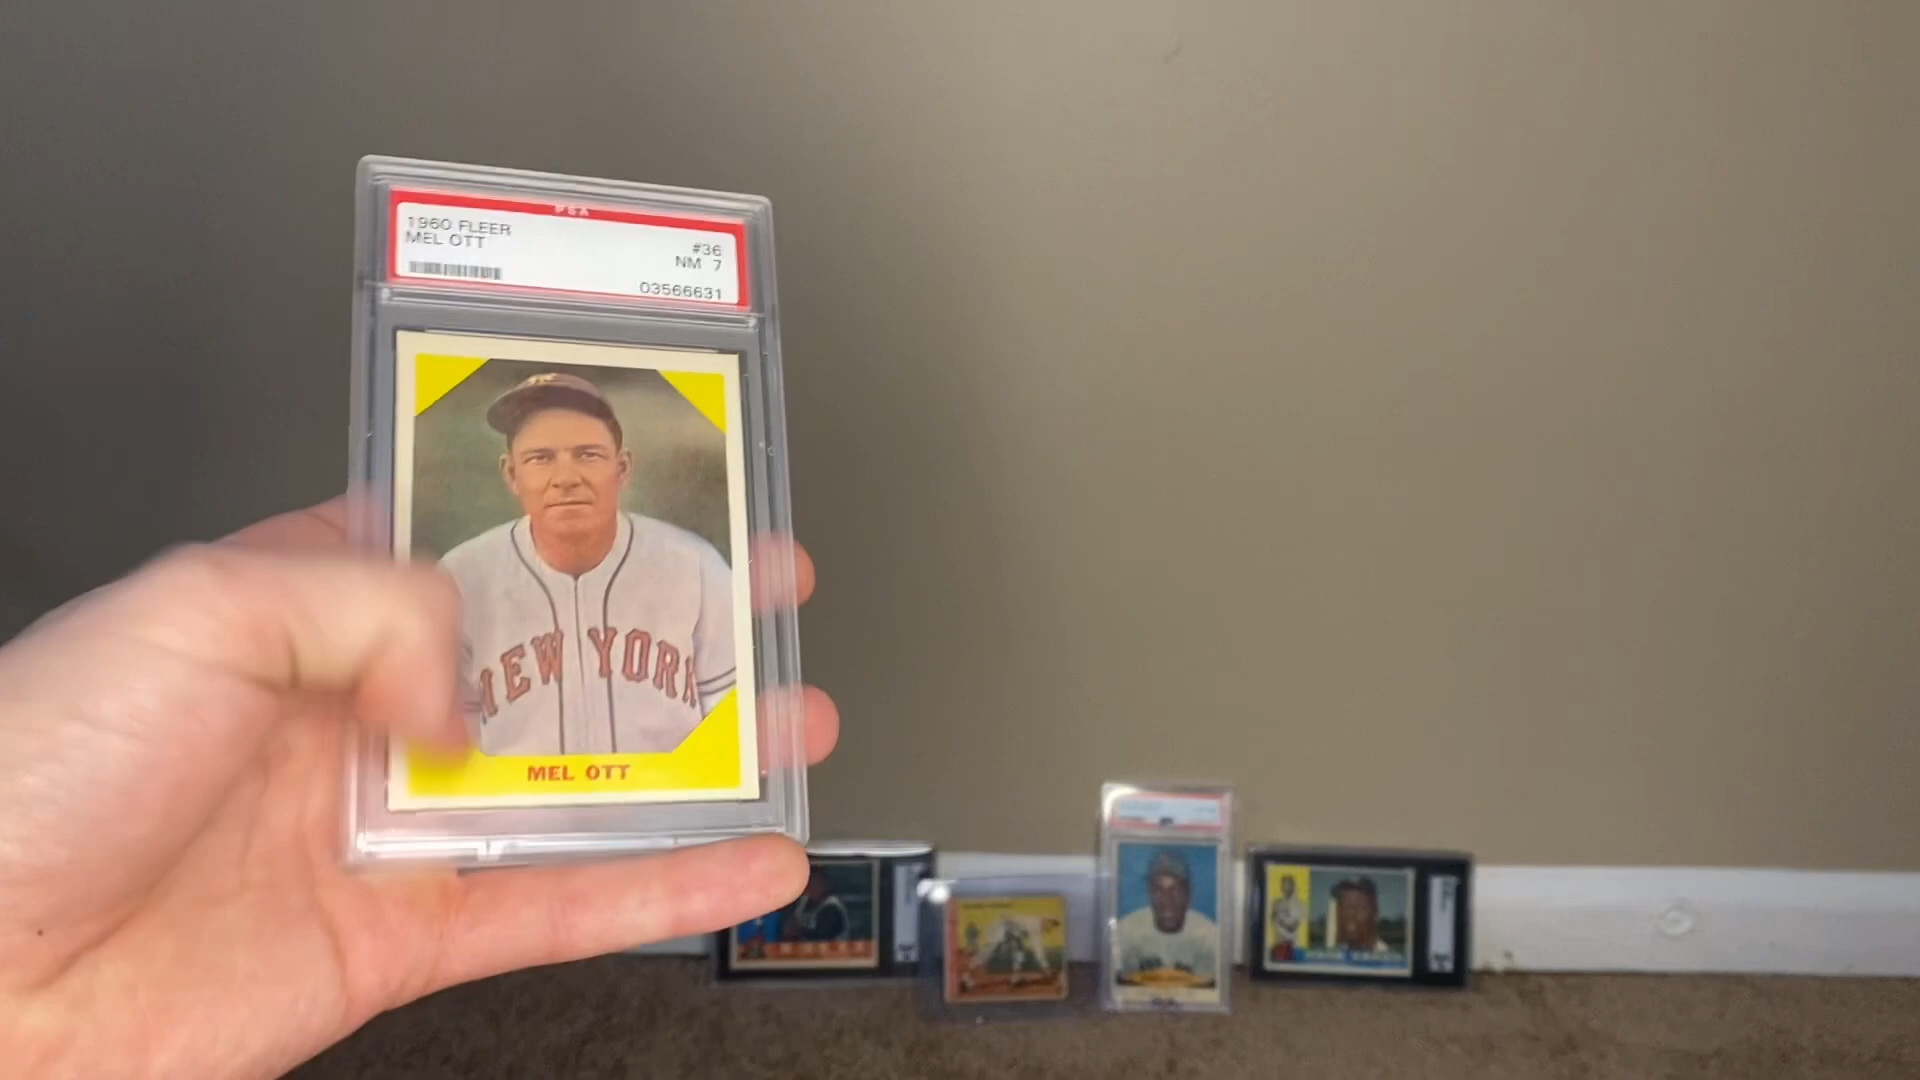 PSA
1960 FLEER
MEL OTT
#36
NM 7
03566631
NEW YORK
MEL OTT